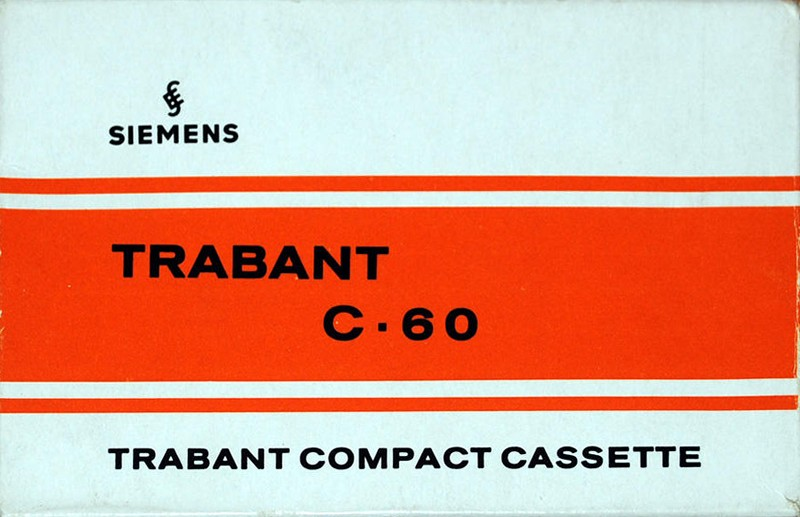 SIEMENS
TRABANT
C·60
TRABANT COMPACT CASSETTE